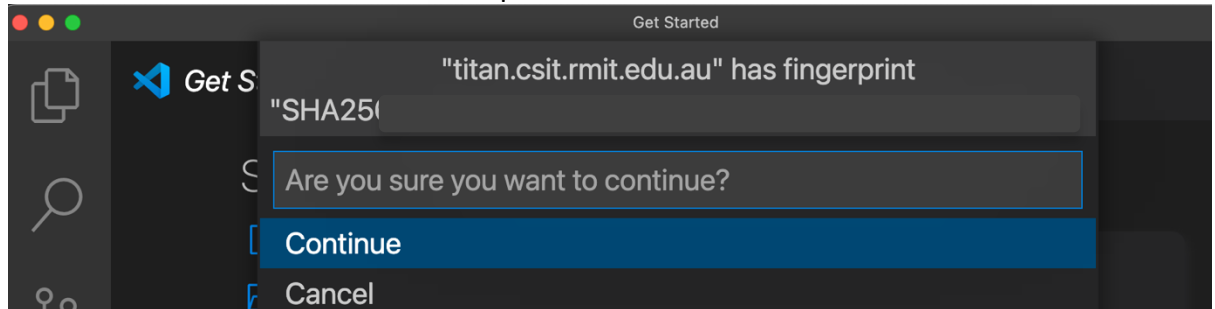 Get Started
"titan.csit.rmit.edu.au" has fingerprint
Get S
"SHA25
Are you sure you want to continue?
S
Continue
Cancel